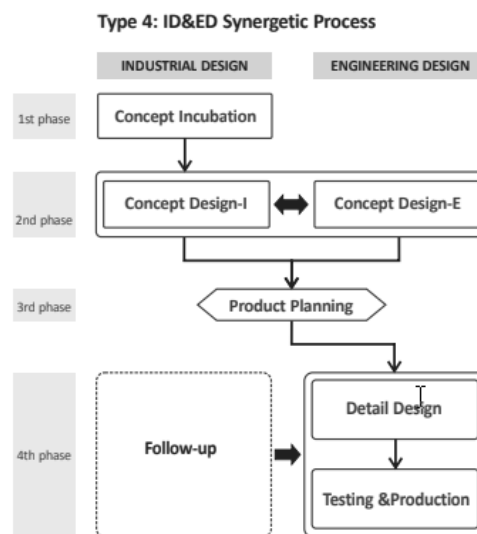 Type 4: ID&ED Synergetic Process
INDUSTRIAL DESIGN
ENGINEERING DESIGN
1st phase
Concept Incubation
2nd phase
Concept Design-I
Concept Design-E
3rd phase
Product Planning
4th phase
Follow-up
Detail Design
Testing &Production